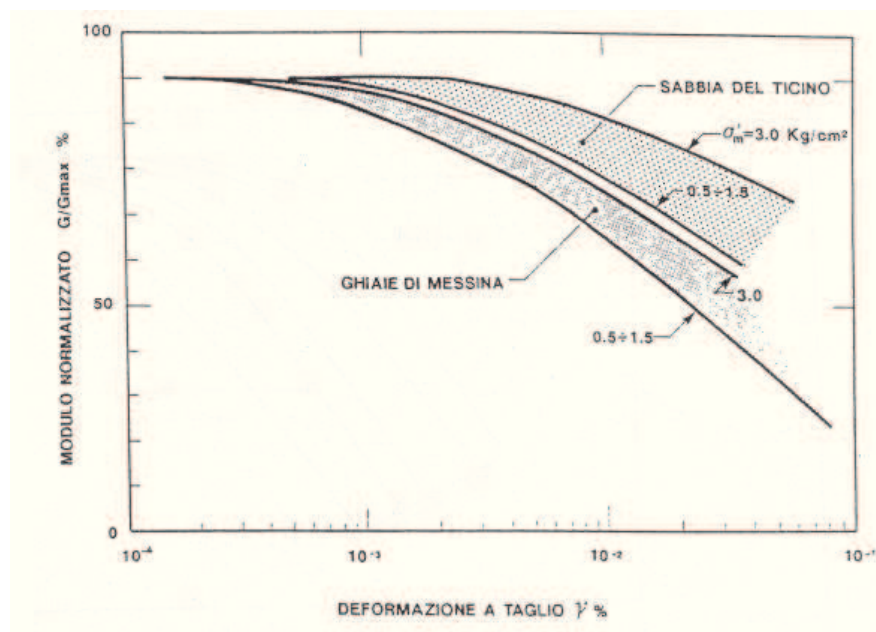 100
50
0
MODULO NORMALIZZATO G/Gmax %
SABBIA DEL TICINO
σ'm=3.0 Kg/cm²
0.5÷1.5
GHIAIE DI MESSINA
3.0
0.5÷1.5
10⁻⁴
10⁻³
10⁻²
10⁻¹
DEFORMAZIONE A TAGLIO γ %